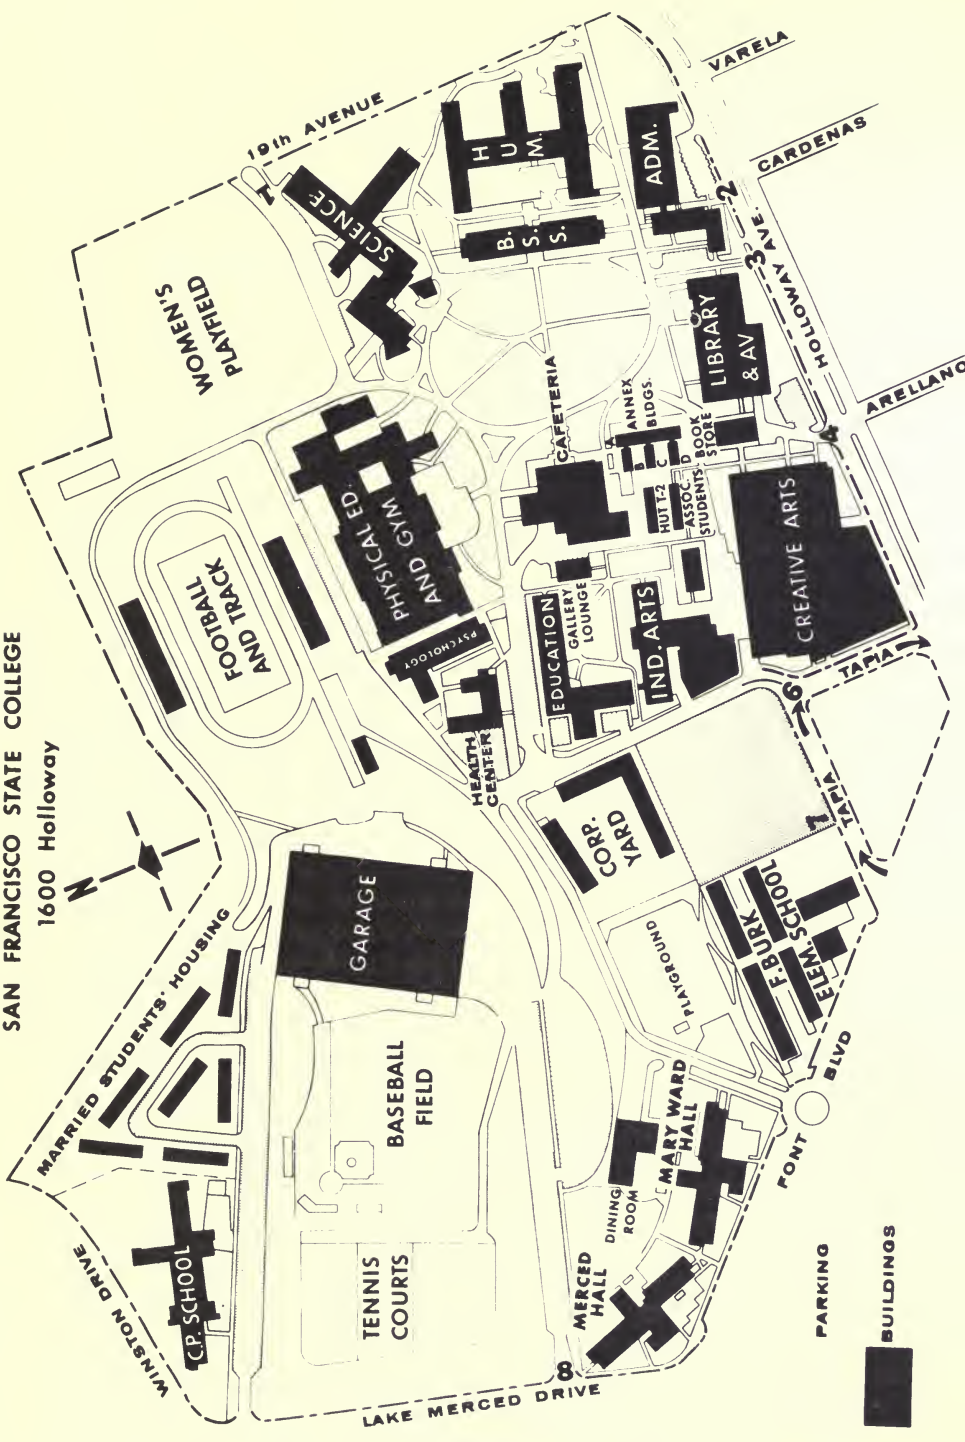 SAN FRANCISCO STATE COLLEGE
1600 Holloway
N
19th AVENUE
VARELA
CARDENAS
HOLLOWAY AVE.
ARELLANO
1
2
3
4
6
7
8
WOMEN'S
PLAYFIELD
SCIENCE
HUM.
B.S.S.
ADM.
LIBRARY
& AV
FOOTBALL
AND TRACK
PHYSICAL ED.
AND GYM
PSYCHOLOGY
HEALTH
CENTER
CAFETERIA
ANNEX
BLDGS.
A
B
C
D
HUT T-2
ASSOC.
STUDENTS
BOOK
STORE
EDUCATION
GALLERY
LOUNGE
IND. ARTS
CREATIVE ARTS
TAPIA
TAPIA
CORP.
YARD
GARAGE
MARRIED STUDENTS' HOUSING
PLAYGROUND
F. BURK
ELEM. SCHOOL
BASEBALL
FIELD
TENNIS
COURTS
C.P. SCHOOL
WINSTON DRIVE
LAKE MERCED DRIVE
DINING
ROOM
MARY WARD
HALL
MERCED
HALL
FONT
BLVD
PARKING
BUILDINGS